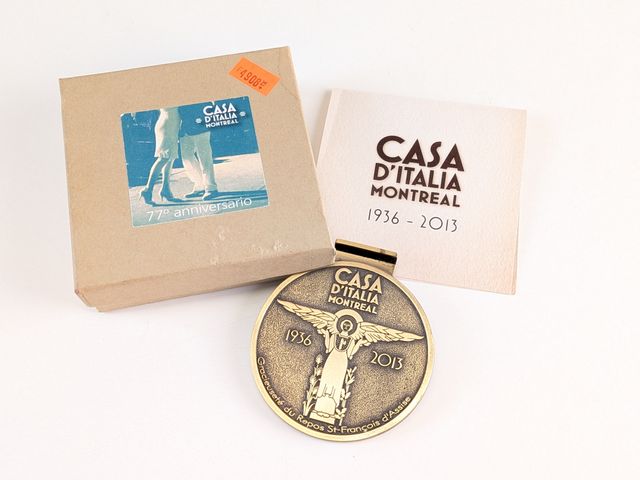 CASA
D'ITALIA
MONTREAL
77º anniversario
CASA
D'ITALIA
MONTREAL
1936 - 2013
CASA
D'ITALIA
MONTREAL
1936
2013
Gracieuseté du Repos St-François d'Assise